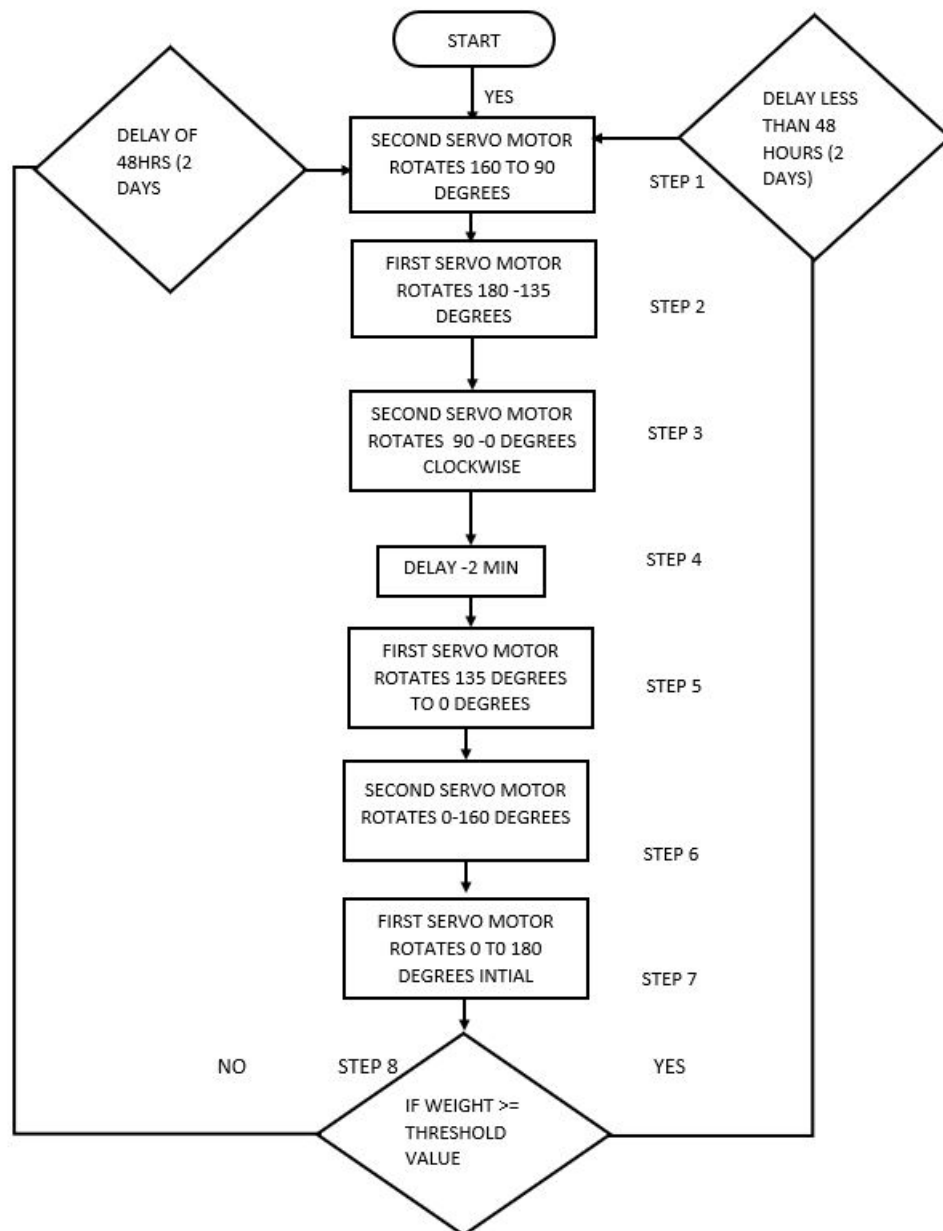 START
YES
DELAY OF
48HRS (2
DAYS
DELAY LESS
THAN 48
HOURS (2
DAYS)
SECOND SERVO MOTOR
ROTATES 160 TO 90
DEGREES
STEP 1
FIRST SERVO MOTOR
ROTATES 180 -135
DEGREES
STEP 2
SECOND SERVO MOTOR
ROTATES 90 -0 DEGREES
CLOCKWISE
STEP 3
DELAY -2 MIN
STEP 4
FIRST SERVO MOTOR
ROTATES 135 DEGREES
TO 0 DEGREES
STEP 5
SECOND SERVO MOTOR
ROTATES 0-160 DEGREES
STEP 6
FIRST SERVO MOTOR
ROTATES 0 T0 180
DEGREES INTIAL
STEP 7
NO
STEP 8
YES
IF WEIGHT >=
THRESHOLD
VALUE